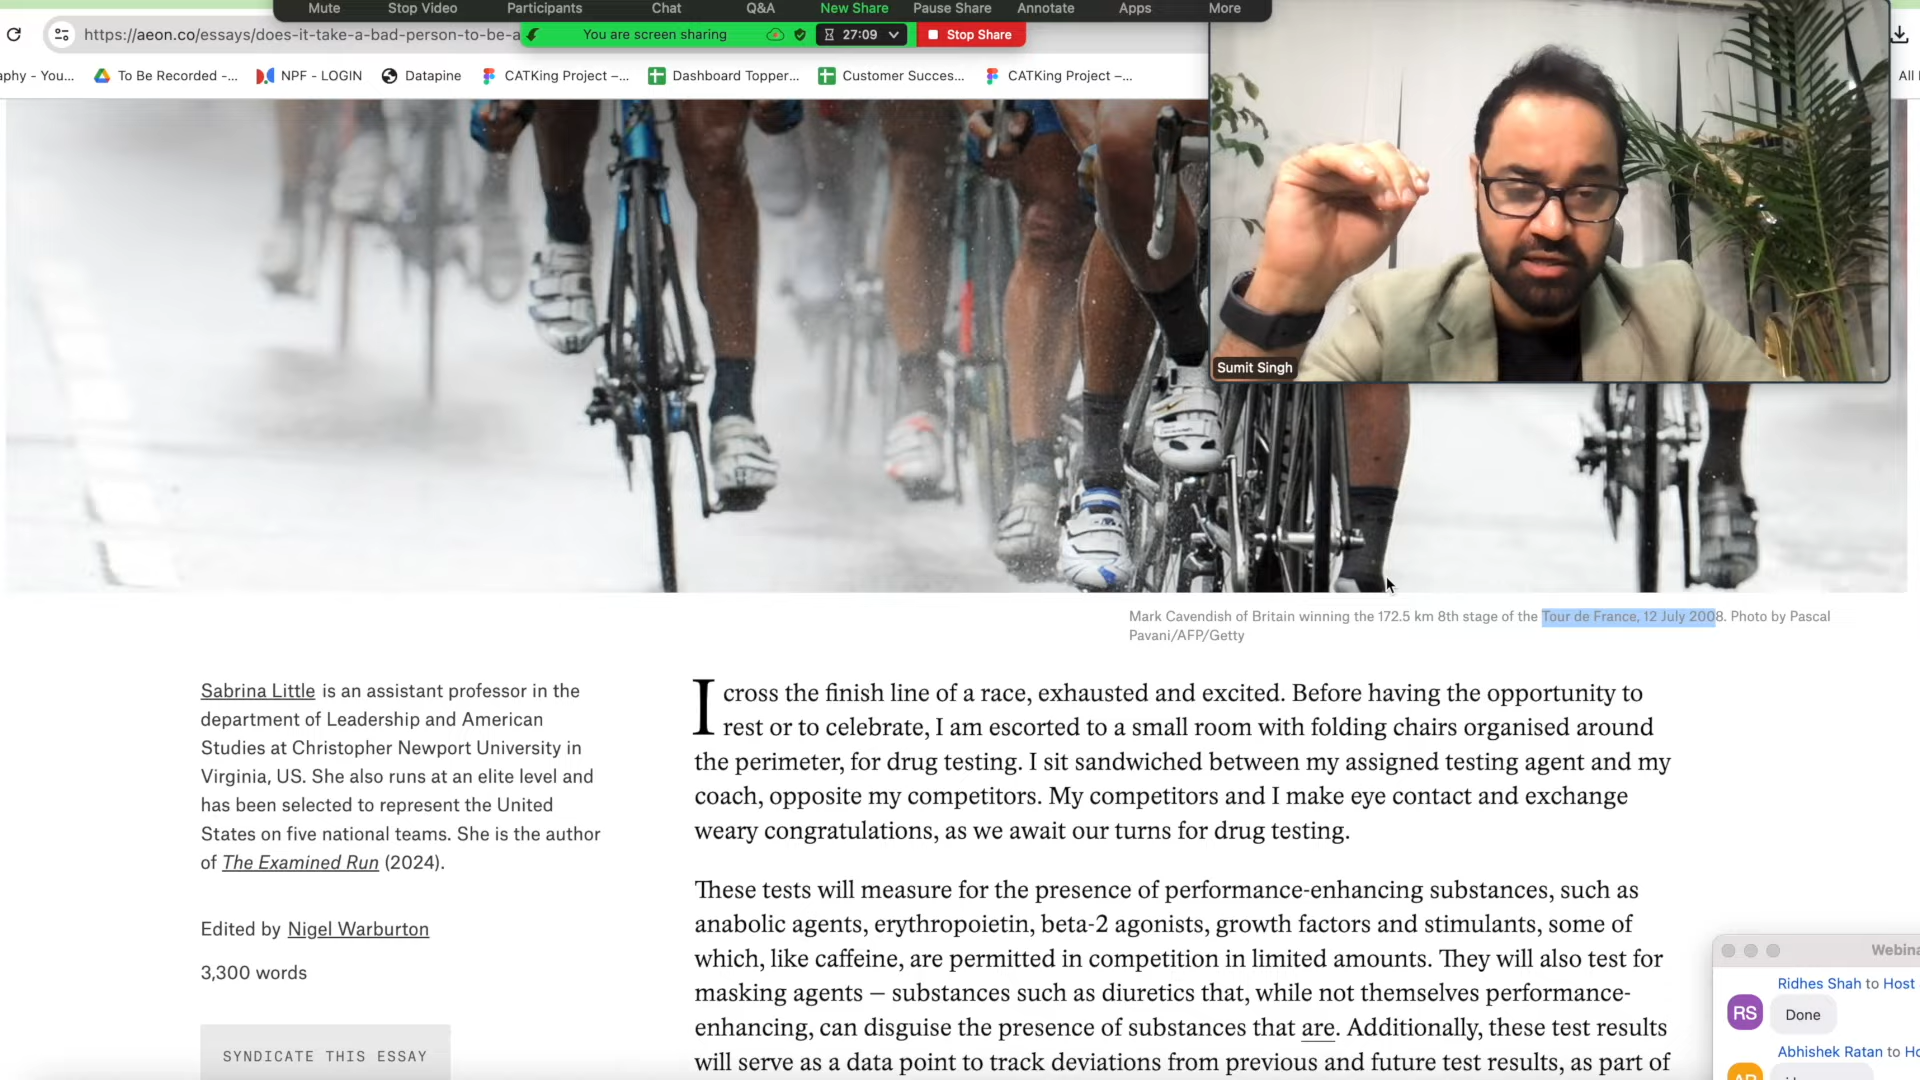 Mute Stop Video Participants Chat Q&A New Share Pause Share Annotate Apps More
https://aeon.co/essays/does-it-take-a-bad-person-to-be-a
You are screen sharing 27:09 Stop Share
aphy - You... To Be Recorded -... NPF - LOGIN Datapine CATKing Project –... Dashboard Topper... Customer Succes... CATKing Project –... All
Sumit Singh
Mark Cavendish of Britain winning the 172.5 km 8th stage of the Tour de France, 12 July 2008. Photo by Pascal
Pavani/AFP/Getty
Sabrina Little is an assistant professor in the
department of Leadership and American
Studies at Christopher Newport University in
Virginia, US. She also runs at an elite level and
has been selected to represent the United
States on five national teams. She is the author
of The Examined Run (2024).
Edited by Nigel Warburton
3,300 words
SYNDICATE THIS ESSAY
I cross the finish line of a race, exhausted and excited. Before having the opportunity to
rest or to celebrate, I am escorted to a small room with folding chairs organised around
the perimeter, for drug testing. I sit sandwiched between my assigned testing agent and my
coach, opposite my competitors. My competitors and I make eye contact and exchange
weary congratulations, as we await our turns for drug testing.
These tests will measure for the presence of performance-enhancing substances, such as
anabolic agents, erythropoietin, beta-2 agonists, growth factors and stimulants, some of
which, like caffeine, are permitted in competition in limited amounts. They will also test for
masking agents – substances such as diuretics that, while not themselves performance-
enhancing, can disguise the presence of substances that are. Additionally, these test results
will serve as a data point to track deviations from previous and future test results, as part of
Webina
Ridhes Shah to Host
RS Done
Abhishek Ratan to Ho